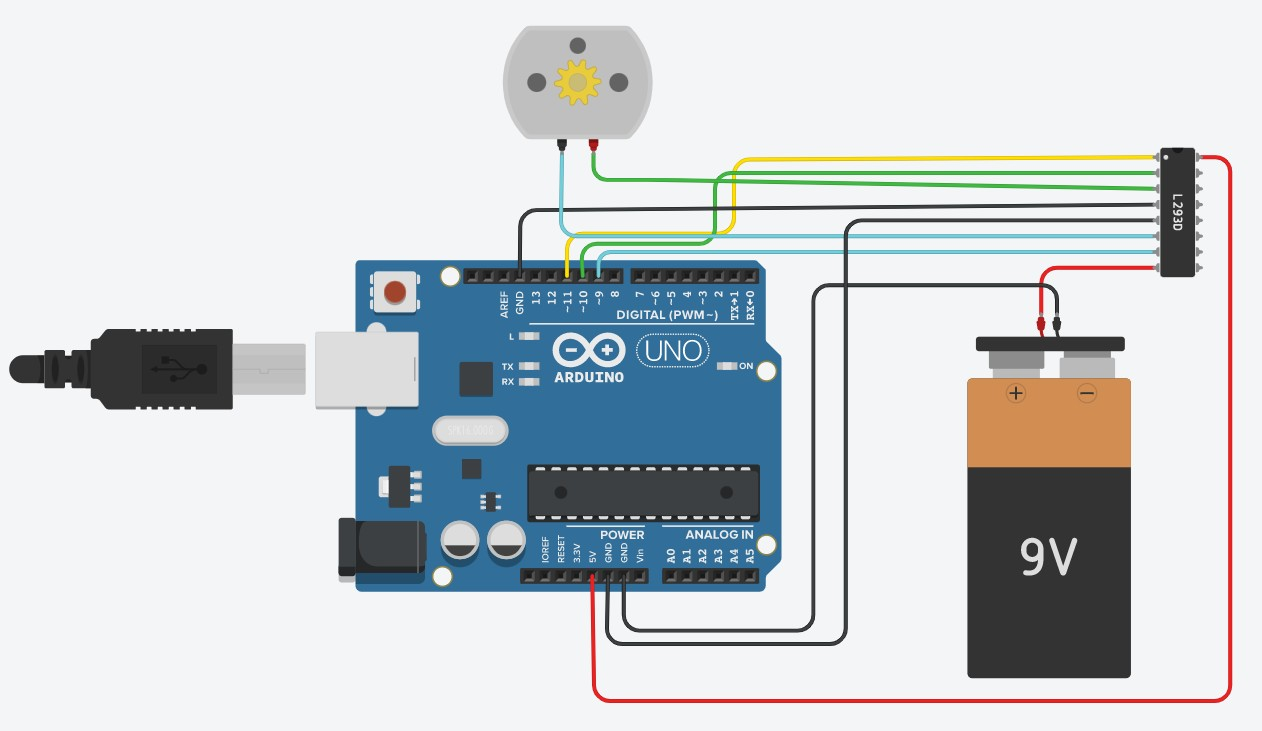 L293D
AREF
GND
13
12
~11
~10
~9
8
7
~6
~5
4
~3
2
TX→1
RX←0
DIGITAL (PWM~)
L
TX
RX
ARDUINO
UNO
ON
+
−
9V
POWER
ANALOG IN
IOREF
RESET
3.3V
5V
GND
GND
Vin
A0
A1
A2
A3
A4
A5